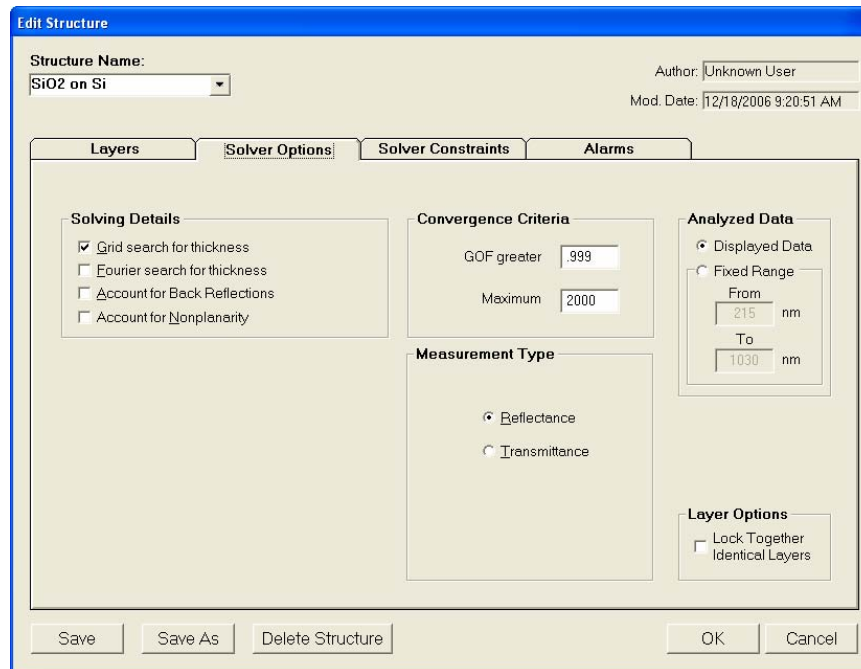 Edit Structure
Structure Name:
SiO2 on Si
Author: Unknown User
Mod. Date: 12/18/2006 9:20:51 AM
Layers
Solver Options
Solver Constraints
Alarms
Solving Details
Grid search for thickness
Fourier search for thickness
Account for Back Reflections
Account for Nonplanarity
Convergence Criteria
GOF greater .999
Maximum 2000
Measurement Type
Reflectance
Transmittance
Analyzed Data
Displayed Data
Fixed Range
From
215 nm
To
1030 nm
Layer Options
Lock Together
Identical Layers
Save
Save As
Delete Structure
OK
Cancel